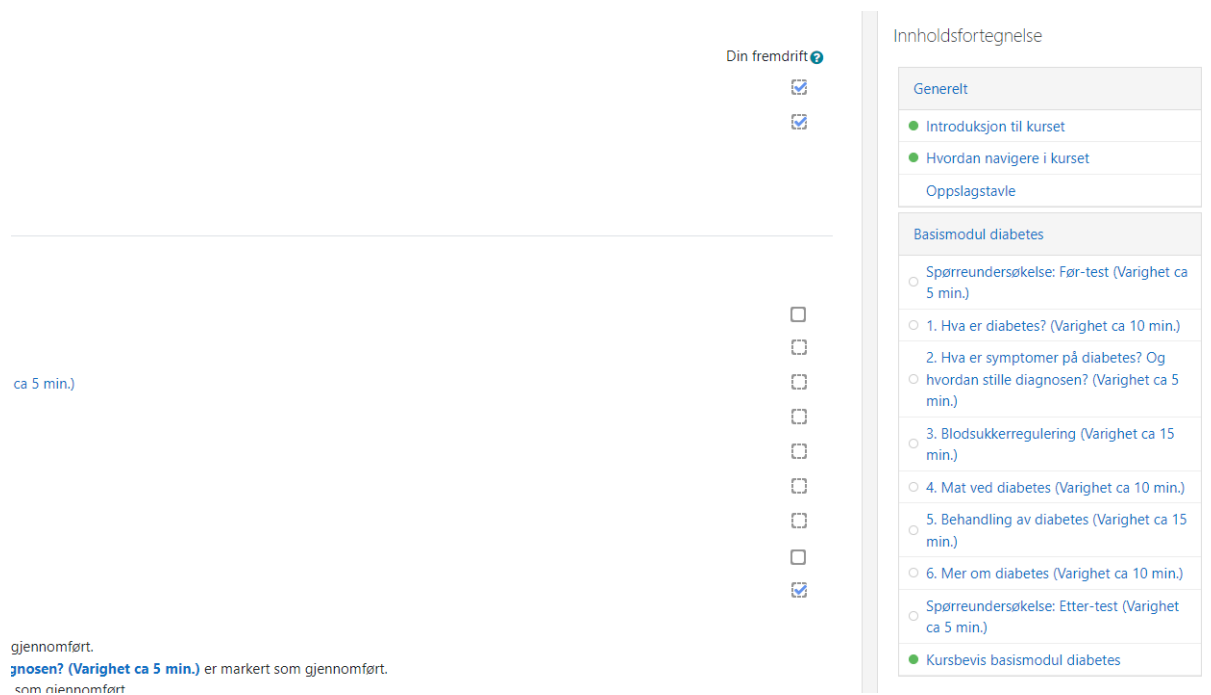 Din fremdrift
ca 5 min.)
gjennomført.
gnosen? (Varighet ca 5 min.) er markert som gjennomført.
som gjennomført
Innholdsfortegnelse
Generelt
Introduksjon til kurset
Hvordan navigere i kurset
Oppslagstavle
Basismodul diabetes
Spørreundersøkelse: Før-test (Varighet ca
5 min.)
1. Hva er diabetes? (Varighet ca 10 min.)
2. Hva er symptomer på diabetes? Og
hvordan stille diagnosen? (Varighet ca 5
min.)
3. Blodsukkerregulering (Varighet ca 15
min.)
4. Mat ved diabetes (Varighet ca 10 min.)
5. Behandling av diabetes (Varighet ca 15
min.)
6. Mer om diabetes (Varighet ca 10 min.)
Spørreundersøkelse: Etter-test (Varighet
ca 5 min.)
Kursbevis basismodul diabetes